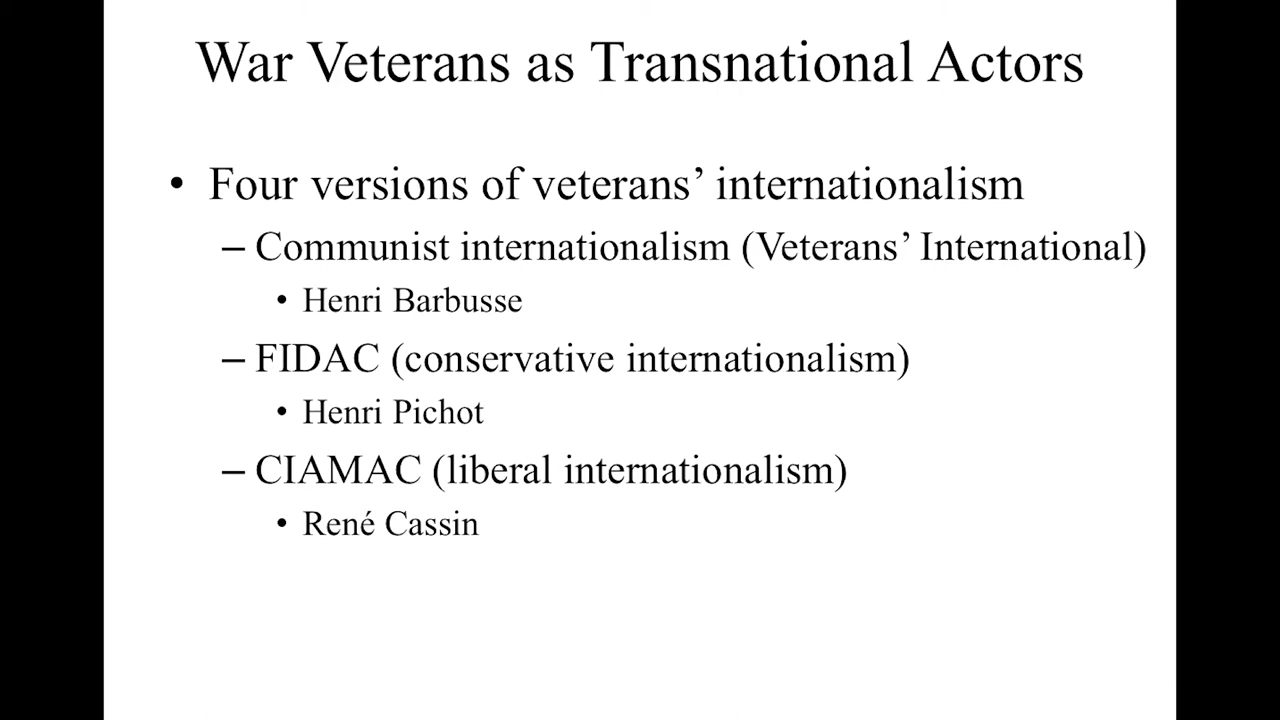 War Veterans as Transnational Actors
• Four versions of veterans’ internationalism
– Communist internationalism (Veterans’ International)
• Henri Barbusse
– FIDAC (conservative internationalism)
• Henri Pichot
– CIAMAC (liberal internationalism)
• René Cassin